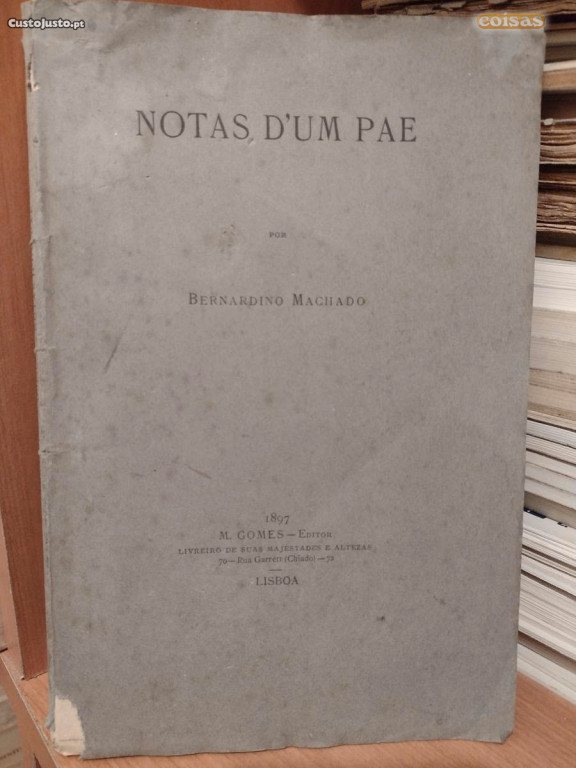 CustoJusto.pt
coisas
NOTAS D'UM PAE
POR
BERNARDINO MACHADO
1897
M. GOMES — EDITOR
LIVREIRO DE SUAS MAJESTADES E ALTEZAS
70 — Rua Garrett (Chiado) — 72
LISBOA